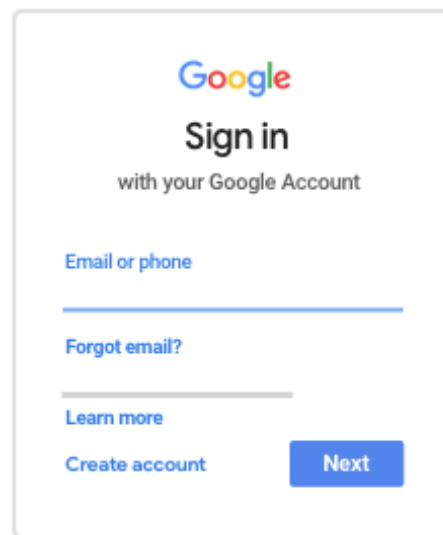 Google
Sign in
with your Google Account
Email or phone
Forgot email?
Learn more
Create account
Next